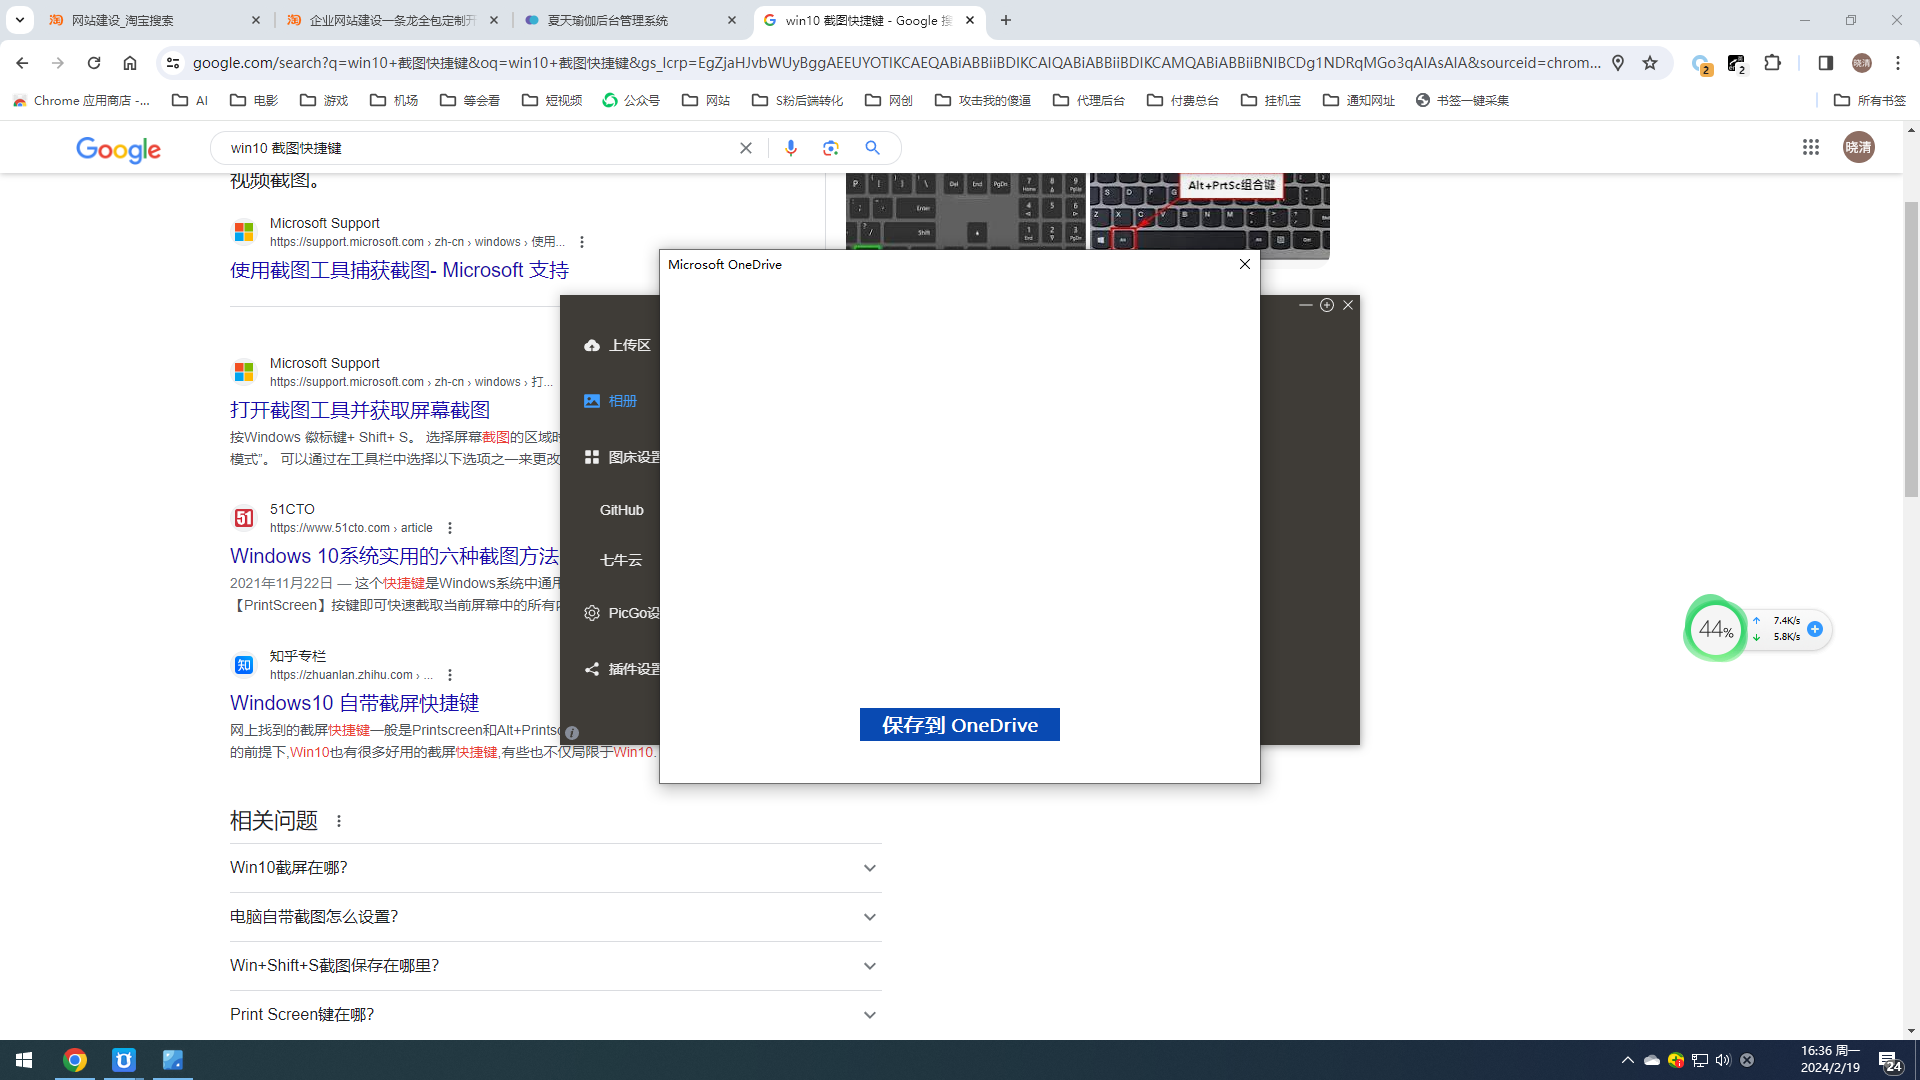 网站建设_淘宝搜索
企业网站建设一条龙全包定制开
夏天瑜伽后台管理系统
win10 截图快捷键 - Google 搜
google.com/search?q=win10+截图快捷键&oq=win10+截图快捷键&gs_lcrp=EgZjaHJvbWUyBggAEEUYOTIKCAEQABiABBiiBDIKCAIQABiABBiiBDIKCAMQABiABBiiBNIBCDg1NDRqMGo3qAIAsAIA&sourceid=chrom...
2
2
晓清
Chrome 应用商店 -...
AI
电影
游戏
机场
等会看
短视频
公众号
网站
S粉后端转化
网创
攻击我的傻逼
代理后台
付费总台
挂机宝
通知网址
书签一键采集
所有书签
Google
win10 截图快捷键
晓清
视频截图。
Alt+PrtSc组合键
Microsoft Support
https://support.microsoft.com › zh-cn › windows › 使用...
使用截图工具捕获截图- Microsoft 支持
Microsoft Support
https://support.microsoft.com › zh-cn › windows › 打...
打开截图工具并获取屏幕截图
按Windows 徽标键+ Shift+ S。 选择屏幕截图的区域
模式”。 可以通过在工具栏中选择以下选项之一来更改
51
51CTO
https://www.51cto.com › article
Windows 10系统实用的六种截图方法
2021年11月22日 — 这个快捷键是Windows系统中通
【PrintScreen】按键即可快速截取当前屏幕中的所有
知
知乎专栏
https://zhuanlan.zhihu.com › ...
Windows10 自带截屏快捷键
网上找到的截屏快捷键一般是Printscreen和Alt+Printsc
的前提下,Win10也有很多好用的截屏快捷键,有些也不仅局限于Win10.
相关问题
Win10截屏在哪?
电脑自带截图怎么设置?
Win+Shift+S截图保存在哪里?
Print Screen键在哪?
上传区
相册
图床设置
GitHub
七牛云
PicGo设
插件设置
Microsoft OneDrive
保存到 OneDrive
44%
7.4K/s
5.8K/s
16:36 周一
2024/2/19
24